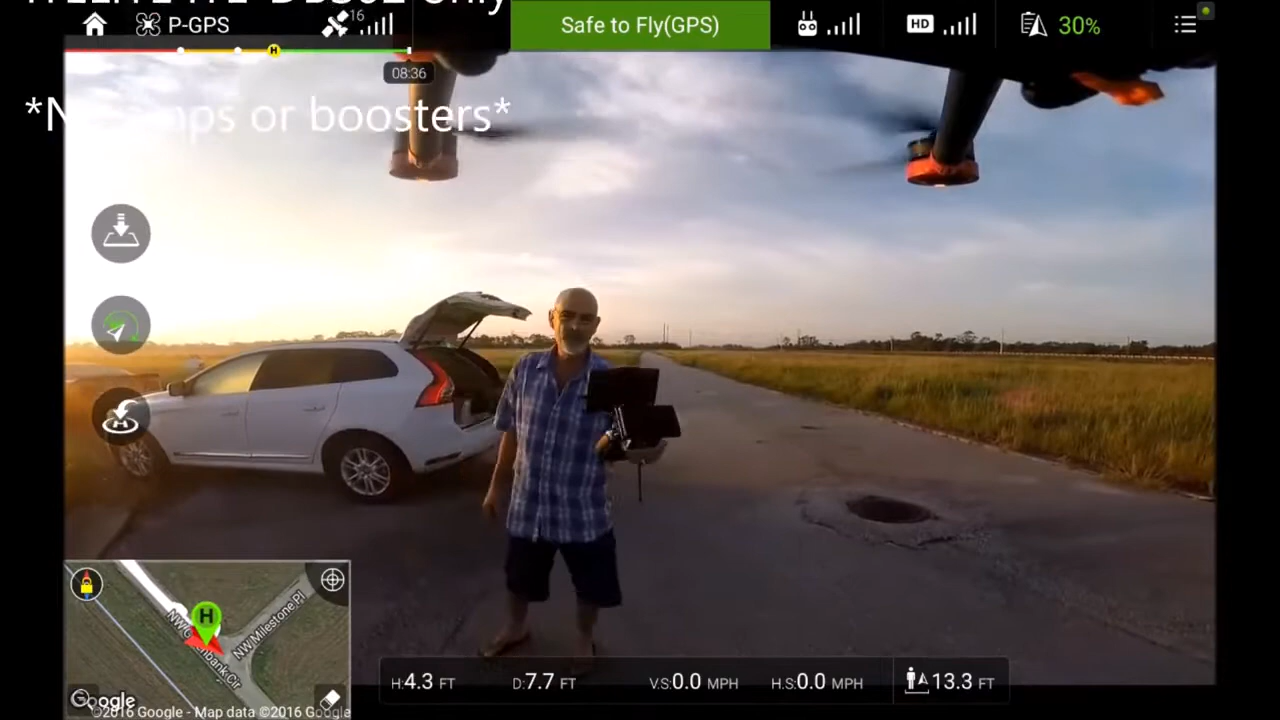 only
P-GPS
16
Safe to Fly(GPS)
HD
30%
H
08:36
or boosters*
H
H
NW Milestone Pl
Google
©2016 Google - Map data ©2016 Google
H:4.3 FT
D:7.7 FT
V.S:0.0 MPH
H.S:0.0 MPH
13.3 FT